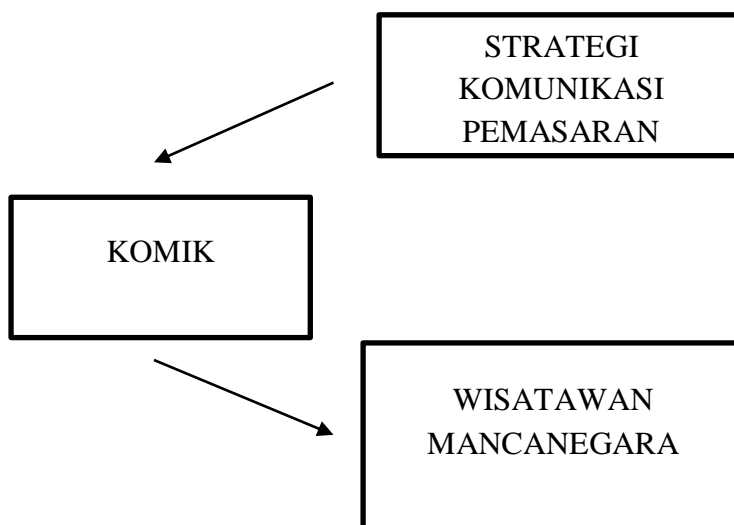 STRATEGI
KOMUNIKASI
PEMASARAN
KOMIK
WISATAWAN
MANCANEGARA